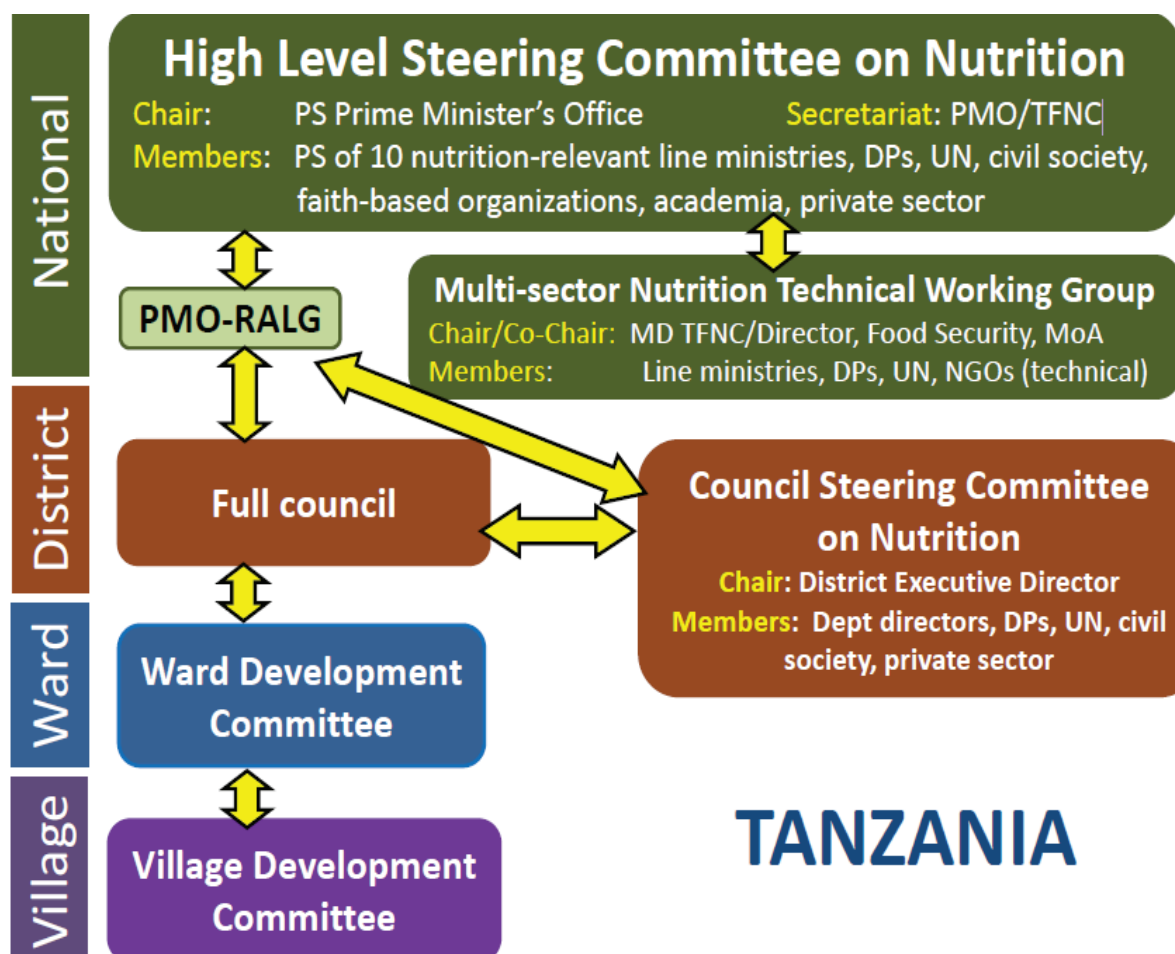 National
High Level Steering Committee on Nutrition
Chair: PS Prime Minister's Office Secretariat: PMO/TFNC
Members: PS of 10 nutrition-relevant line ministries, DPs, UN, civil society,
faith-based organizations, academia, private sector
PMO-RALG
Multi-sector Nutrition Technical Working Group
Chair/Co-Chair: MD TFNC/Director, Food Security, MoA
Members: Line ministries, DPs, UN, NGOs (technical)
District
Full council
Council Steering Committee
on Nutrition
Chair: District Executive Director
Members: Dept directors, DPs, UN, civil
society, private sector
Ward
Ward Development
Committee
Village
Village Development
Committee
TANZANIA